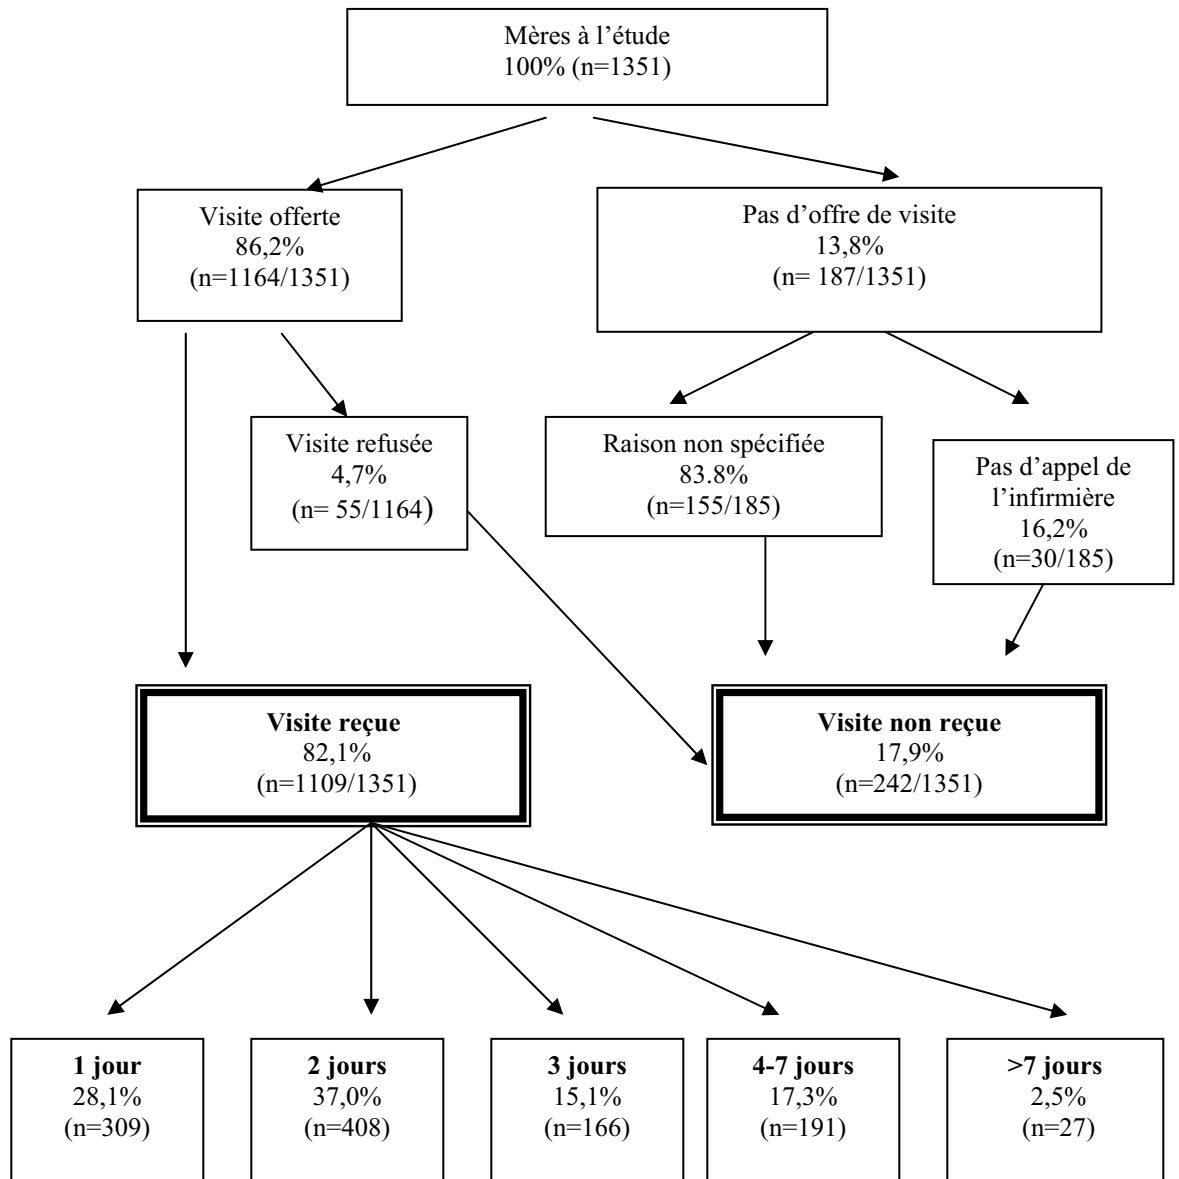 Mères à l’étude
100% (n=1351)
Visite offerte
86,2%
(n=1164/1351)
Pas d’offre de visite
13,8%
(n= 187/1351)
Visite refusée
4,7%
(n= 55/1164)
Raison non spécifiée
83.8%
(n=155/185)
Pas d’appel de
l’infirmière
16,2%
(n=30/185)
Visite reçue
82,1%
(n=1109/1351)
Visite non reçue
17,9%
(n=242/1351)
1 jour
28,1%
(n=309)
2 jours
37,0%
(n=408)
3 jours
15,1%
(n=166)
4-7 jours
17,3%
(n=191)
>7 jours
2,5%
(n=27)